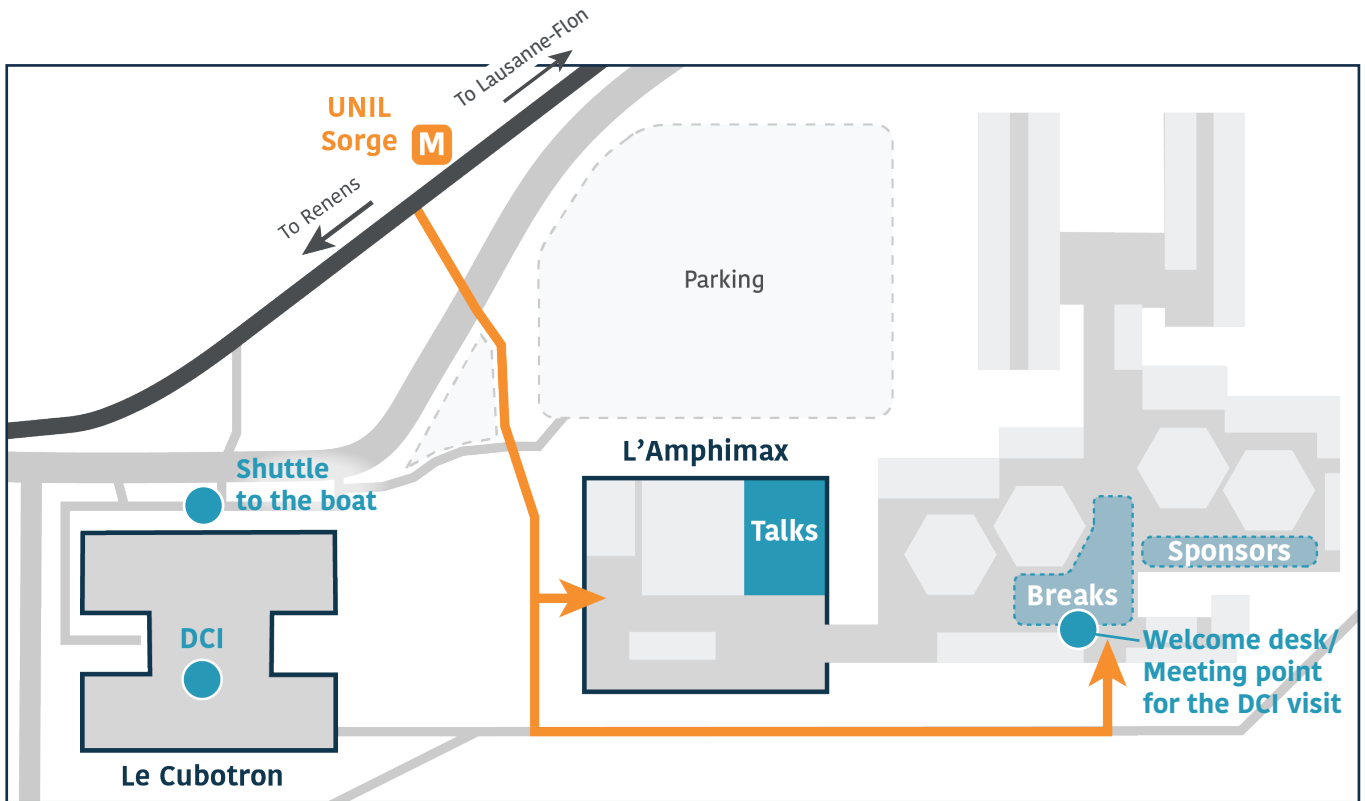 To Lausanne-Flon
UNIL
Sorge
M
To Renens
Parking
L’Amphimax
Shuttle
to the boat
Talks
Sponsors
Breaks
DCI
Welcome desk/
Meeting point
for the DCI visit
Le Cubotron